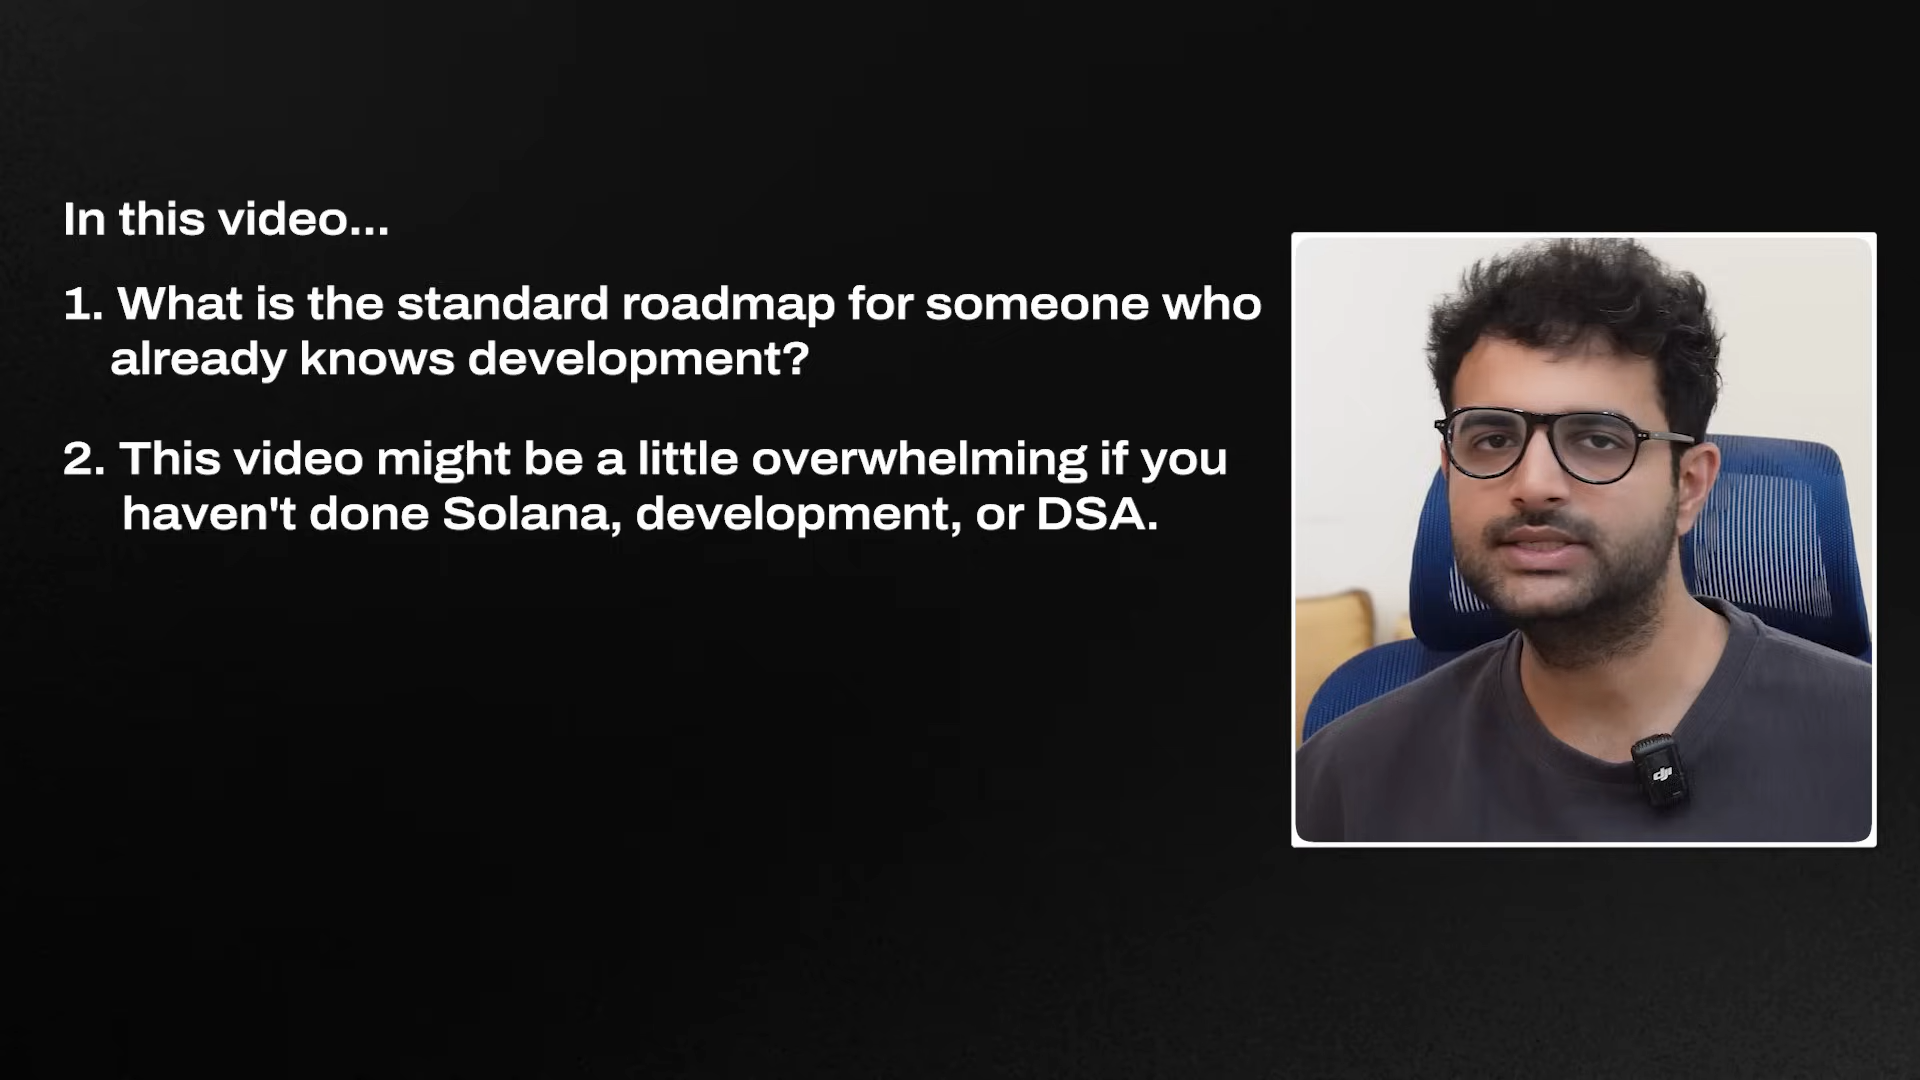 In this video...
1. What is the standard roadmap for someone who
already knows development?
2. This video might be a little overwhelming if you
haven't done Solana, development, or DSA.
dji